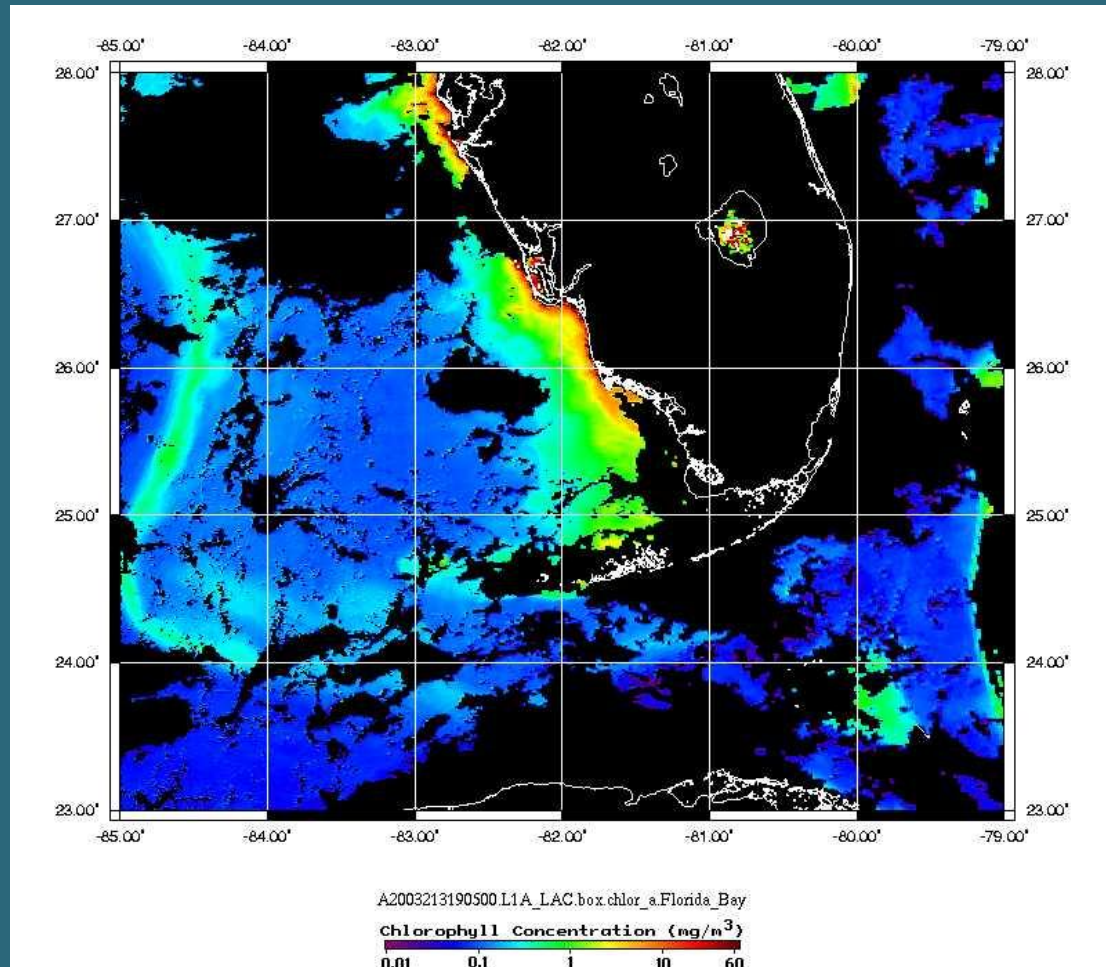 -85.00° -84.00° -83.00° -82.00° -81.00° -80.00° -79.00°
28.00° 28.00°
27.00° 27.00°
26.00° 26.00°
25.00° 25.00°
24.00° 24.00°
23.00° 23.00°
-85.00° -84.00° -83.00° -82.00° -81.00° -80.00° -79.00°
A2003213190500.L1A_LAC.box.chlor_a.Florida_Bay
Chlorophyll Concentration (mg/m³)
0.01 0.1 1 10 60